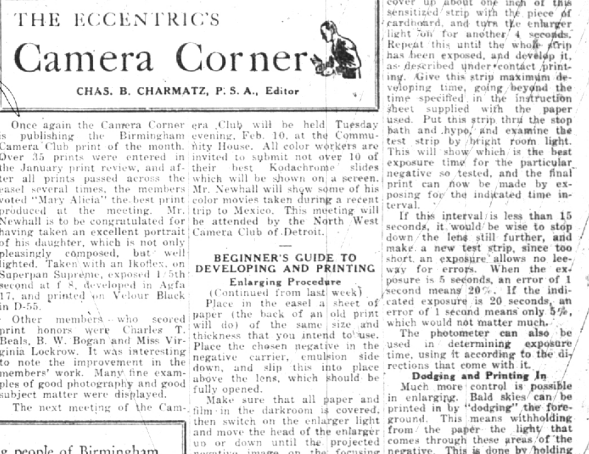 THE ECCENTRIC'S
Camera Corner
CHAS. B. CHARMATZ, P. S. A., Editor
Once again the Camera Corner
is publishing the Birmingham
Camera Club print of the month.
Over 35 prints were entered in
the January print review, and af-
ter all prints passed across the
easel several times, the members
voted "Mary Alicia" the best print
produced at the meeting. Mr.
Newhall is to be congratulated for
having taken an excellent portrait
of his daughter, which is not only
pleasingly composed, but well
lighted. Taken with an Ikoflex, on
Superpan Supreme, exposed 1/5th
second at f 8, developed in Agfa
17, and printed on Velour Black
in D-55.
Other members who scored
print honors were Charles T.
Beals, B. W. Bogan and Miss Vir-
ginia Lockrow. It was interesting
to note the improvement in the
members' work. Many fine exam-
ples of good photography and good
subject matter were displayed.
The next meeting of the Cam-
g people of Birmingham
era Club will be held Tuesday
evening, Feb. 10, at the Commu-
nity House. All color workers are
invited to submit not over 10 of
their best Kodachrome slides
which will be shown on a screen.
Mr. Newhall will show some of his
color movies taken during a recent
trip to Mexico. This meeting will
be attended by the North West
Camera Club of Detroit.
BEGINNER'S GUIDE TO
DEVELOPING AND PRINTING
Enlarging Procedure
(Continued from last week)
Place in the easel a sheet of
paper (the back of an old print
will do) of the same size and
thickness that you intend to use.
Place the chosen negative in the
negative carrier, emulsion side
down, and slip this into place
above the lens, which should be
fully opened.
Make sure that all paper and
film in the darkroom is covered,
then switch on the enlarger light
and move the head of the enlarger
up or down until the projected
negative image on the focusing
cover up about one inch of this
sensitized strip with the piece of
cardboard, and turn the enlarger
light on for another 4 seconds.
Repeat this until the whole strip
has been exposed, and develop it,
as described under contact print-
ing. Give this strip maximum de-
veloping time, going beyond the
time specified in the instruction
sheet supplied with the paper
used. Put this strip thru the stop
bath and hypo, and examine the
test strip by bright room light.
This will show which is the best
exposure time for the particular
negative so tested, and the final
print can now be made by ex-
posing for the indicated time in-
terval.
If this interval is less than 15
seconds, it would be wise to stop
down the lens still further, and
make a new test strip, since too
short an exposure allows no lee-
way for errors. When the ex-
posure is 5 seconds, an error of 1
second means 20%. If the indi-
cated exposure is 20 seconds, an
error of 1 second means only 5%,
which would not matter much.
The photometer can also be
used in determining exposure
time, using it according to the di-
rections that come with it.
Dodging and Printing In
Much more control is possible
in enlarging. Bald skies can be
printed in by "dodging" the fore-
ground. This means withholding
from the paper the light that
comes through these areas of the
negative. This is done by holding